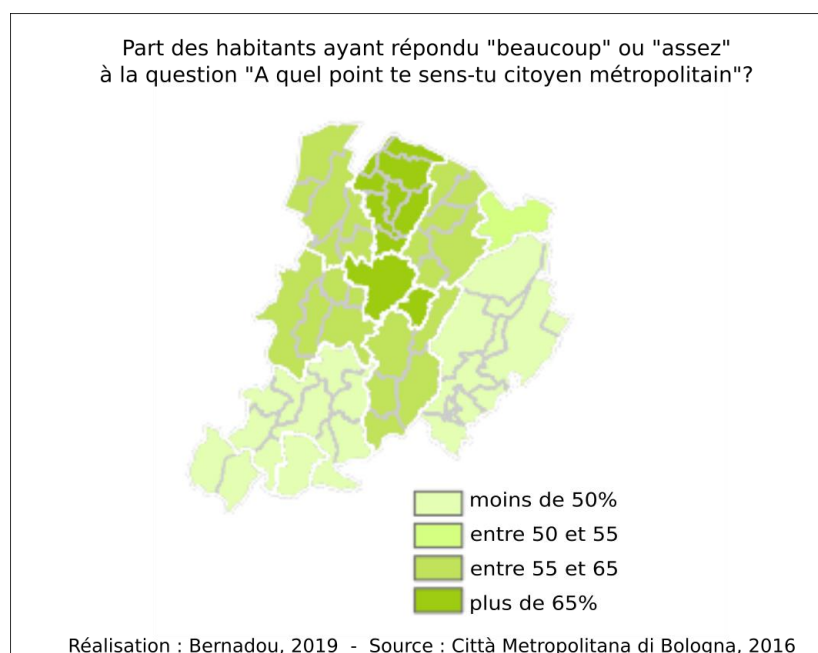 Part des habitants ayant répondu "beaucoup" ou "assez"
à la question "A quel point te sens-tu citoyen métropolitain"?
moins de 50%
entre 50 et 55
entre 55 et 65
plus de 65%
Réalisation : Bernadou, 2019 - Source : Città Metropolitana di Bologna, 2016